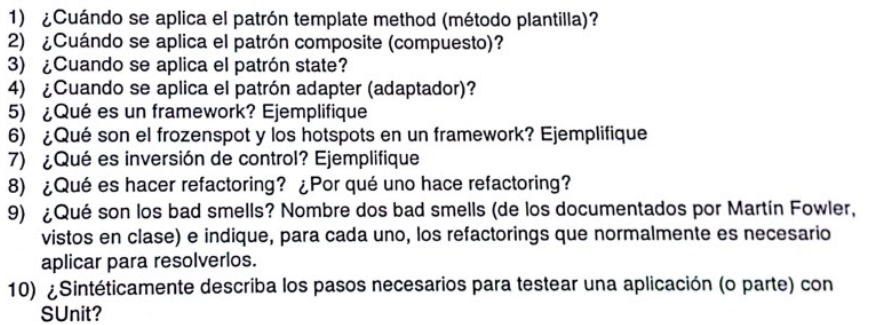 1) ¿Cuándo se aplica el patrón template method (método plantilla)?
2) ¿Cuándo se aplica el patrón composite (compuesto)?
3) ¿Cuando se aplica el patrón state?
4) ¿Cuando se aplica el patrón adapter (adaptador)?
5) ¿Qué es un framework? Ejemplifique
6) ¿Qué son el frozenspot y los hotspots en un framework? Ejemplifique
7) ¿Qué es inversión de control? Ejemplifique
8) ¿Qué es hacer refactoring? ¿Por qué uno hace refactoring?
9) ¿Qué son los bad smells? Nombre dos bad smells (de los documentados por Martín Fowler,
vistos en clase) e indique, para cada uno, los refactorings que normalmente es necesario
aplicar para resolverlos.
10) ¿Sintéticamente describa los pasos necesarios para testear una aplicación (o parte) con
SUnit?